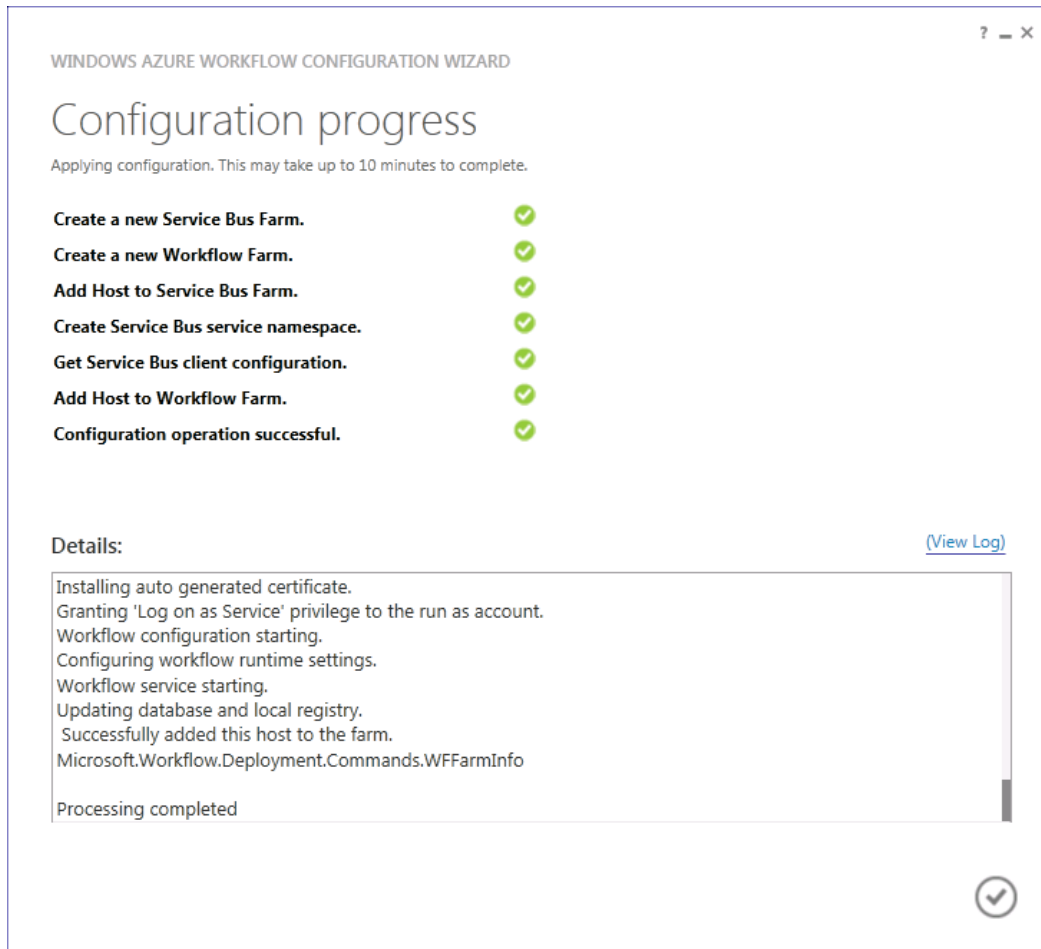 ?
WINDOWS AZURE WORKFLOW CONFIGURATION WIZARD
Configuration progress
Applying configuration. This may take up to 10 minutes to complete.
Create a new Service Bus Farm.
Create a new Workflow Farm.
Add Host to Service Bus Farm.
Create Service Bus service namespace.
Get Service Bus client configuration.
Add Host to Workflow Farm.
Configuration operation successful.
Details:
(View Log)
Installing auto generated certificate.
Granting 'Log on as Service' privilege to the run as account.
Workflow configuration starting.
Configuring workflow runtime settings.
Workflow service starting.
Updating database and local registry.
Successfully added this host to the farm.
Microsoft.Workflow.Deployment.Commands.WFFarmInfo
Processing completed